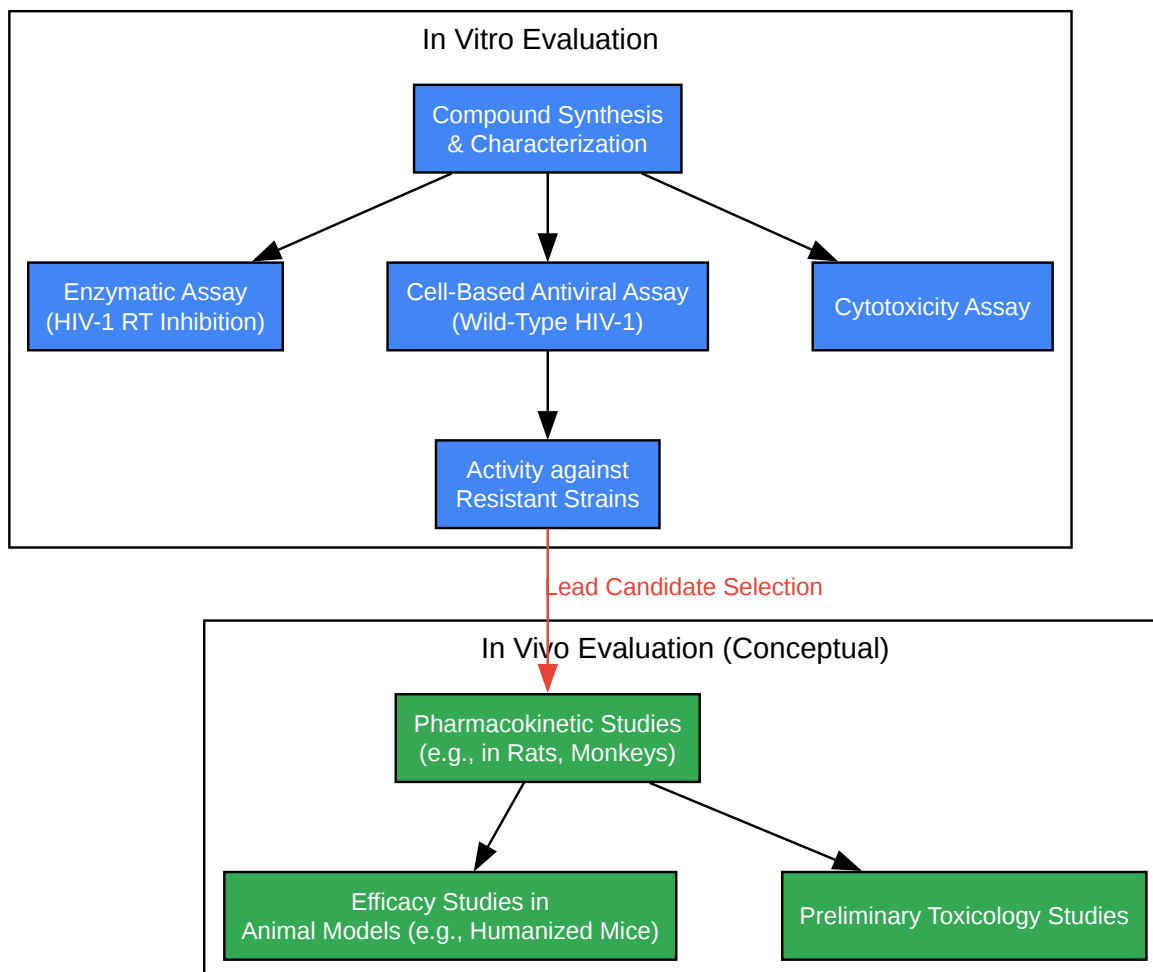 In Vitro Evaluation
Compound Synthesis
& Characterization
Enzymatic Assay
(HIV-1 RT Inhibition)
Cell-Based Antiviral Assay
(Wild-Type HIV-1)
Cytotoxicity Assay
Activity against
Resistant Strains
Lead Candidate Selection
In Vivo Evaluation (Conceptual)
Pharmacokinetic Studies
(e.g., in Rats, Monkeys)
Efficacy Studies in
Animal Models (e.g., Humanized Mice)
Preliminary Toxicology Studies